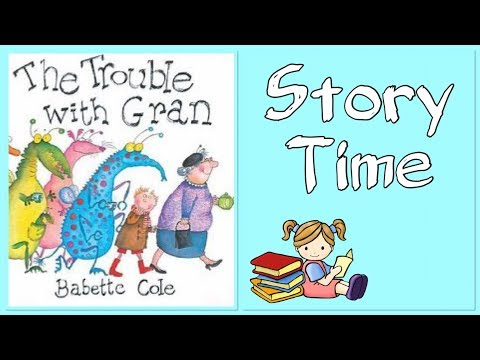 The Trouble
with Gran
Babette Cole
Story
Time